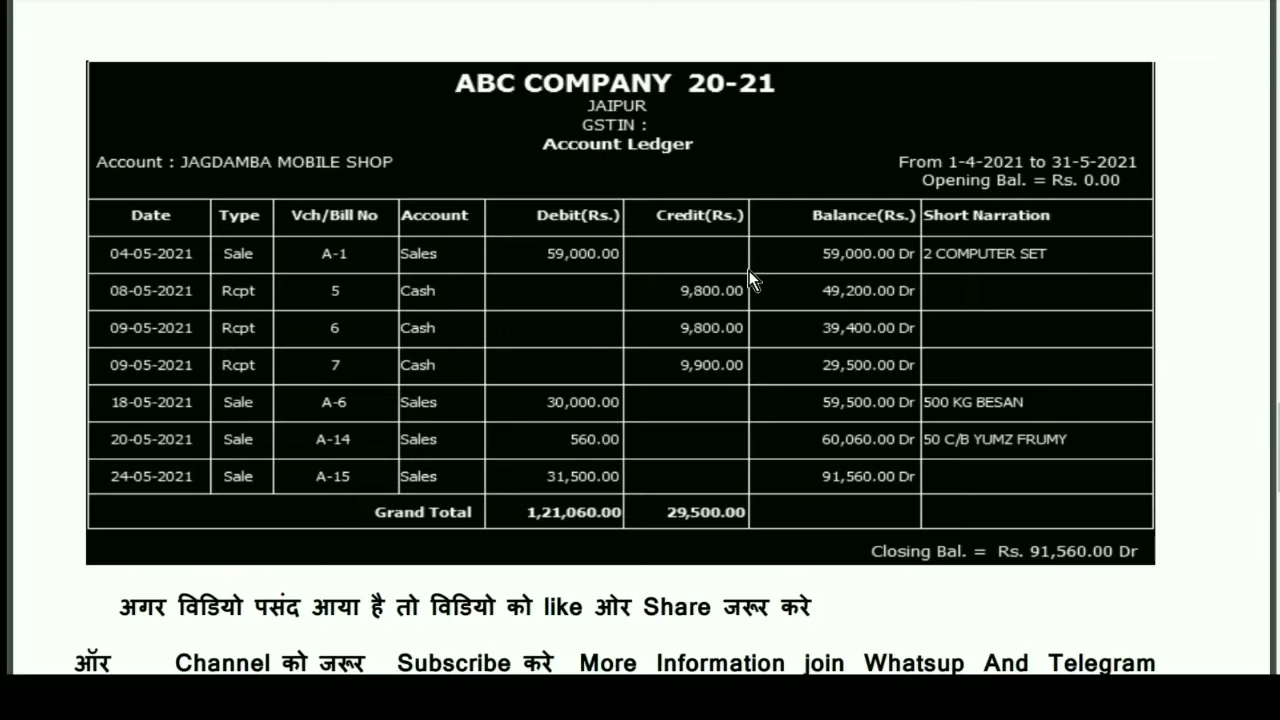 ABC COMPANY 20-21
JAIPUR
GSTIN :
Account Ledger
Account : JAGDAMBA MOBILE SHOP From 1-4-2021 to 31-5-2021
Opening Bal. = Rs. 0.00
Date Type Vch/Bill No Account Debit(Rs.) Credit(Rs.) Balance(Rs.) Short Narration
04-05-2021 Sale A-1 Sales 59,000.00 59,000.00 Dr 2 COMPUTER SET
08-05-2021 Rcpt 5 Cash 9,800.00 49,200.00 Dr
09-05-2021 Rcpt 6 Cash 9,800.00 39,400.00 Dr
09-05-2021 Rcpt 7 Cash 9,900.00 29,500.00 Dr
18-05-2021 Sale A-6 Sales 30,000.00 59,500.00 Dr 500 KG BESAN
20-05-2021 Sale A-14 Sales 560.00 60,060.00 Dr 50 C/B YUMZ FRUMY
24-05-2021 Sale A-15 Sales 31,500.00 91,560.00 Dr
Grand Total 1,21,060.00 29,500.00
Closing Bal. = Rs. 91,560.00 Dr
अगर विडियो पसंद आया है तो विडियो को like ओर Share जरूर करे
ऑर Channel को जरूर Subscribe करे More Information join Whatsup And Telegram